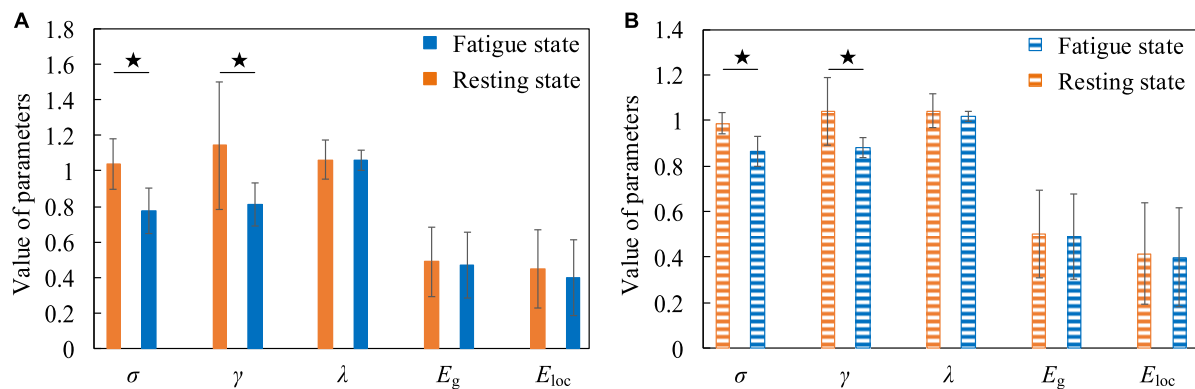 A
Value of parameters
1.8
1.6
1.4
1.2
1
0.8
0.6
0.4
0.2
0
★
★
Fatigue state
Resting state
σ
γ
λ
Eg
Eloc
B
Value of parameters
1.4
1.2
1
0.8
0.6
0.4
0.2
0
★
★
Fatigue state
Resting state
σ
γ
λ
Eg
Eloc